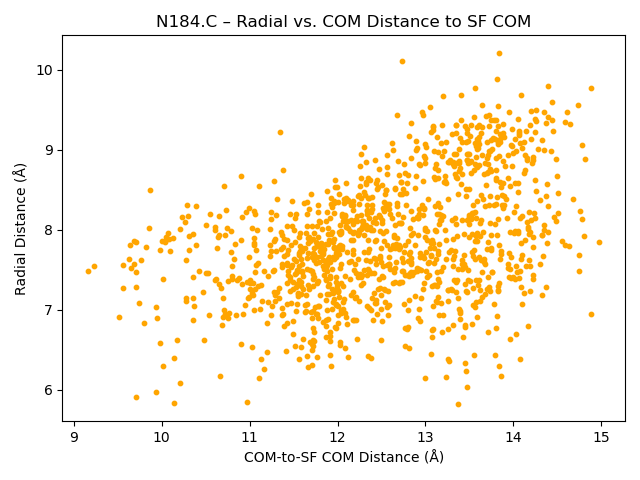 N184.C – Radial vs. COM Distance to SF COM
Radial Distance (Å)
10
9
8
7
6
9 10 11 12 13 14 15
COM-to-SF COM Distance (Å)